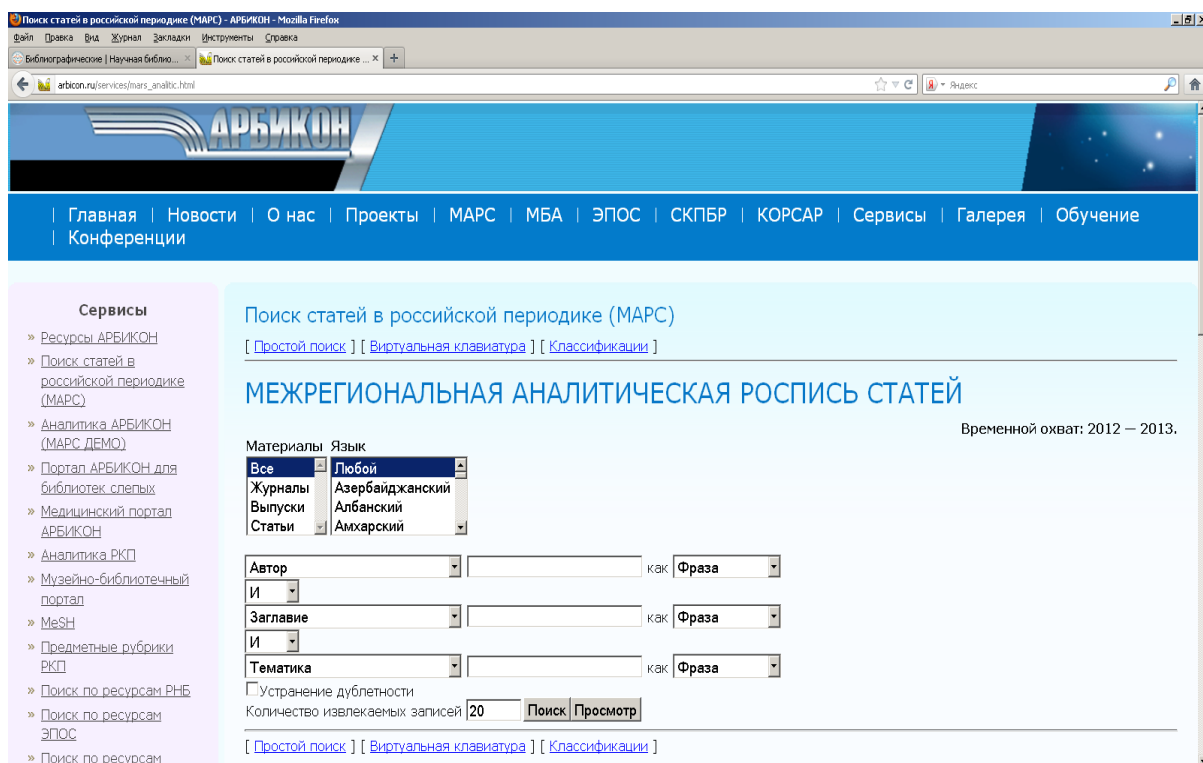 Поиск статей в российской периодике (МАРС) - АРБИКОН - Mozilla Firefox
Файл Правка Вид Журнал Закладки Инструменты Справка
Библиографические | Научная библио... × Поиск статей в российской периодике ... × +
arbicon.ru/services/mars_analitic.html Яндекс
АРБИКОН
| Главная | Новости | О нас | Проекты | МАРС | МБА | ЭПОС | СКПБР | КОРСАР | Сервисы | Галерея | Обучение
| Конференции
Сервисы
» Ресурсы АРБИКОН
» Поиск статей в
российской периодике
(МАРС)
» Аналитика АРБИКОН
(МАРС ДЕМО)
» Портал АРБИКОН для
библиотек слепых
» Медицинский портал
АРБИКОН
» Аналитика РКП
» Музейно-библиотечный
портал
» MeSH
» Предметные рубрики
РКП
» Поиск по ресурсам РНБ
» Поиск по ресурсам
ЭПОС
» Поиск по ресурсам
Поиск статей в российской периодике (МАРС)
[ Простой поиск ] [ Виртуальная клавиатура ] [ Классификации ]
МЕЖРЕГИОНАЛЬНАЯ АНАЛИТИЧЕСКАЯ РОСПИСЬ СТАТЕЙ
Временной охват: 2012 — 2013.
Материалы Язык
Все Любой
Журналы Азербайджанский
Выпуски Албанский
Статьи Амхарский
Автор как Фраза
И
Заглавие как Фраза
И
Тематика как Фраза
Устранение дублетности
Количество извлекаемых записей 20 Поиск Просмотр
[ Простой поиск ] [ Виртуальная клавиатура ] [ Классификации ]